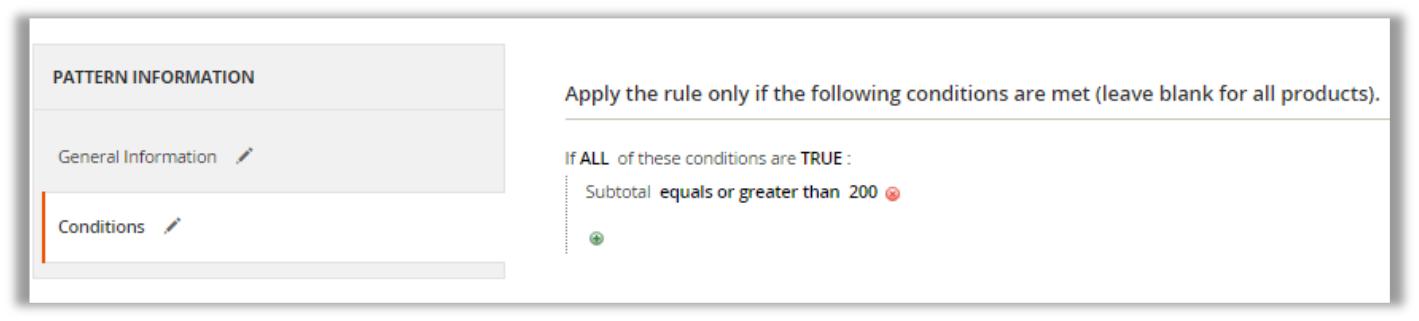 PATTERN INFORMATION
General Information
Conditions
Apply the rule only if the following conditions are met (leave blank for all products).
If ALL of these conditions are TRUE :
Subtotal equals or greater than 200